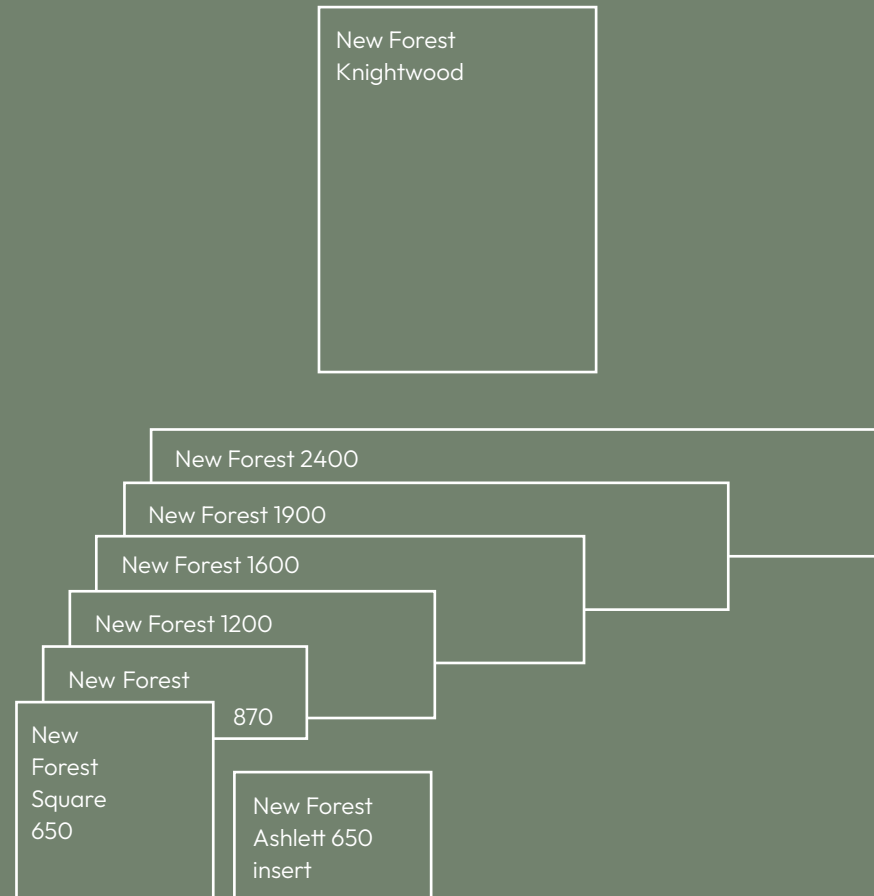 New Forest
Knightwood
New Forest 2400
New Forest 1900
New Forest 1600
New Forest 1200
New Forest
870
New
Forest
Square
650
New Forest
Ashlett 650
insert